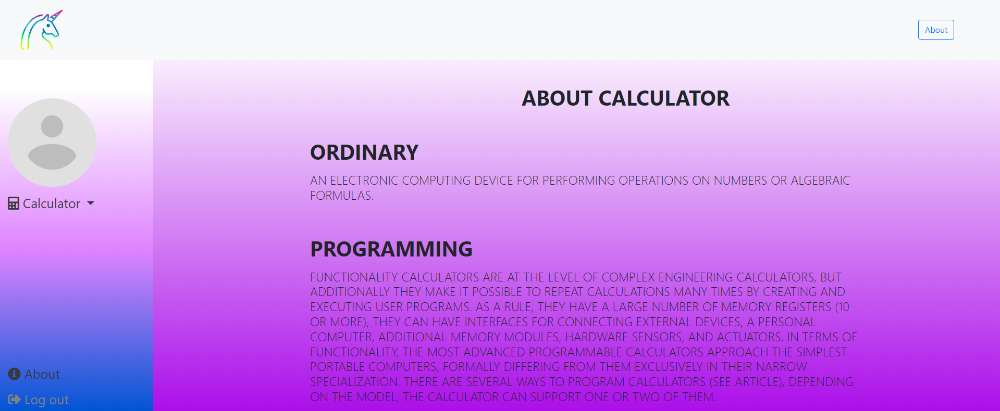 About
Calculator
About
Log out
ABOUT CALCULATOR
ORDINARY
AN ELECTRONIC COMPUTING DEVICE FOR PERFORMING OPERATIONS ON NUMBERS OR ALGEBRAIC
FORMULAS.
PROGRAMMING
FUNCTIONALITY CALCULATORS ARE AT THE LEVEL OF COMPLEX ENGINEERING CALCULATORS, BUT
ADDITIONALLY THEY MAKE IT POSSIBLE TO REPEAT CALCULATIONS MANY TIMES BY CREATING AND
EXECUTING USER PROGRAMS. AS A RULE, THEY HAVE A LARGE NUMBER OF MEMORY REGISTERS (10
OR MORE), THEY CAN HAVE INTERFACES FOR CONNECTING EXTERNAL DEVICES, A PERSONAL
COMPUTER, ADDITIONAL MEMORY MODULES, HARDWARE SENSORS, AND ACTUATORS. IN TERMS OF
FUNCTIONALITY, THE MOST ADVANCED PROGRAMMABLE CALCULATORS APPROACH THE SIMPLEST
PORTABLE COMPUTERS, FORMALLY DIFFERING FROM THEM EXCLUSIVELY IN THEIR NARROW
SPECIALIZATION. THERE ARE SEVERAL WAYS TO PROGRAM CALCULATORS (SEE ARTICLE), DEPENDING
ON THE MODEL, THE CALCULATOR CAN SUPPORT ONE OR TWO OF THEM.